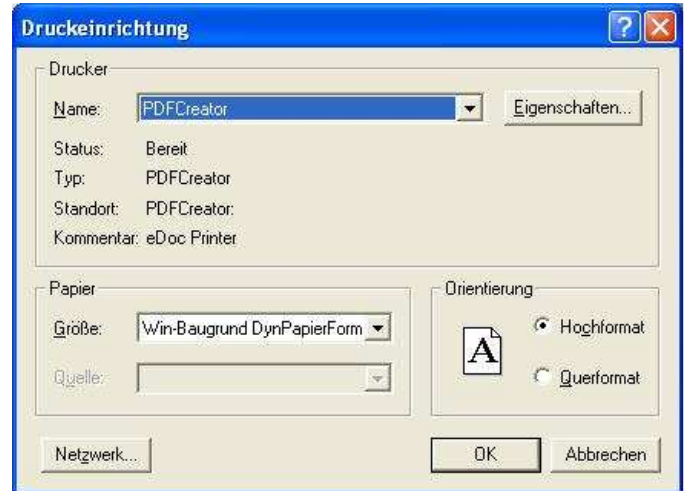 Druckeinrichtung
Drucker
Name: PDFCreator Eigenschaften...
Status: Bereit
Typ: PDFCreator
Standort: PDFCreator:
Kommentar: eDoc Printer
Papier
Größe: Win-Baugrund DynPapierForm
Quelle:
Orientierung
A
Hochformat
Querformat
Netzwerk... OK Abbrechen